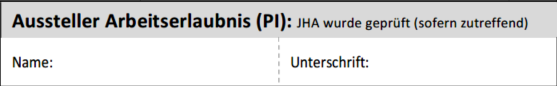 Aussteller Arbeitserlaubnis (PI): JHA wurde geprüft (sofern zutreffend)
Name: Unterschrift: